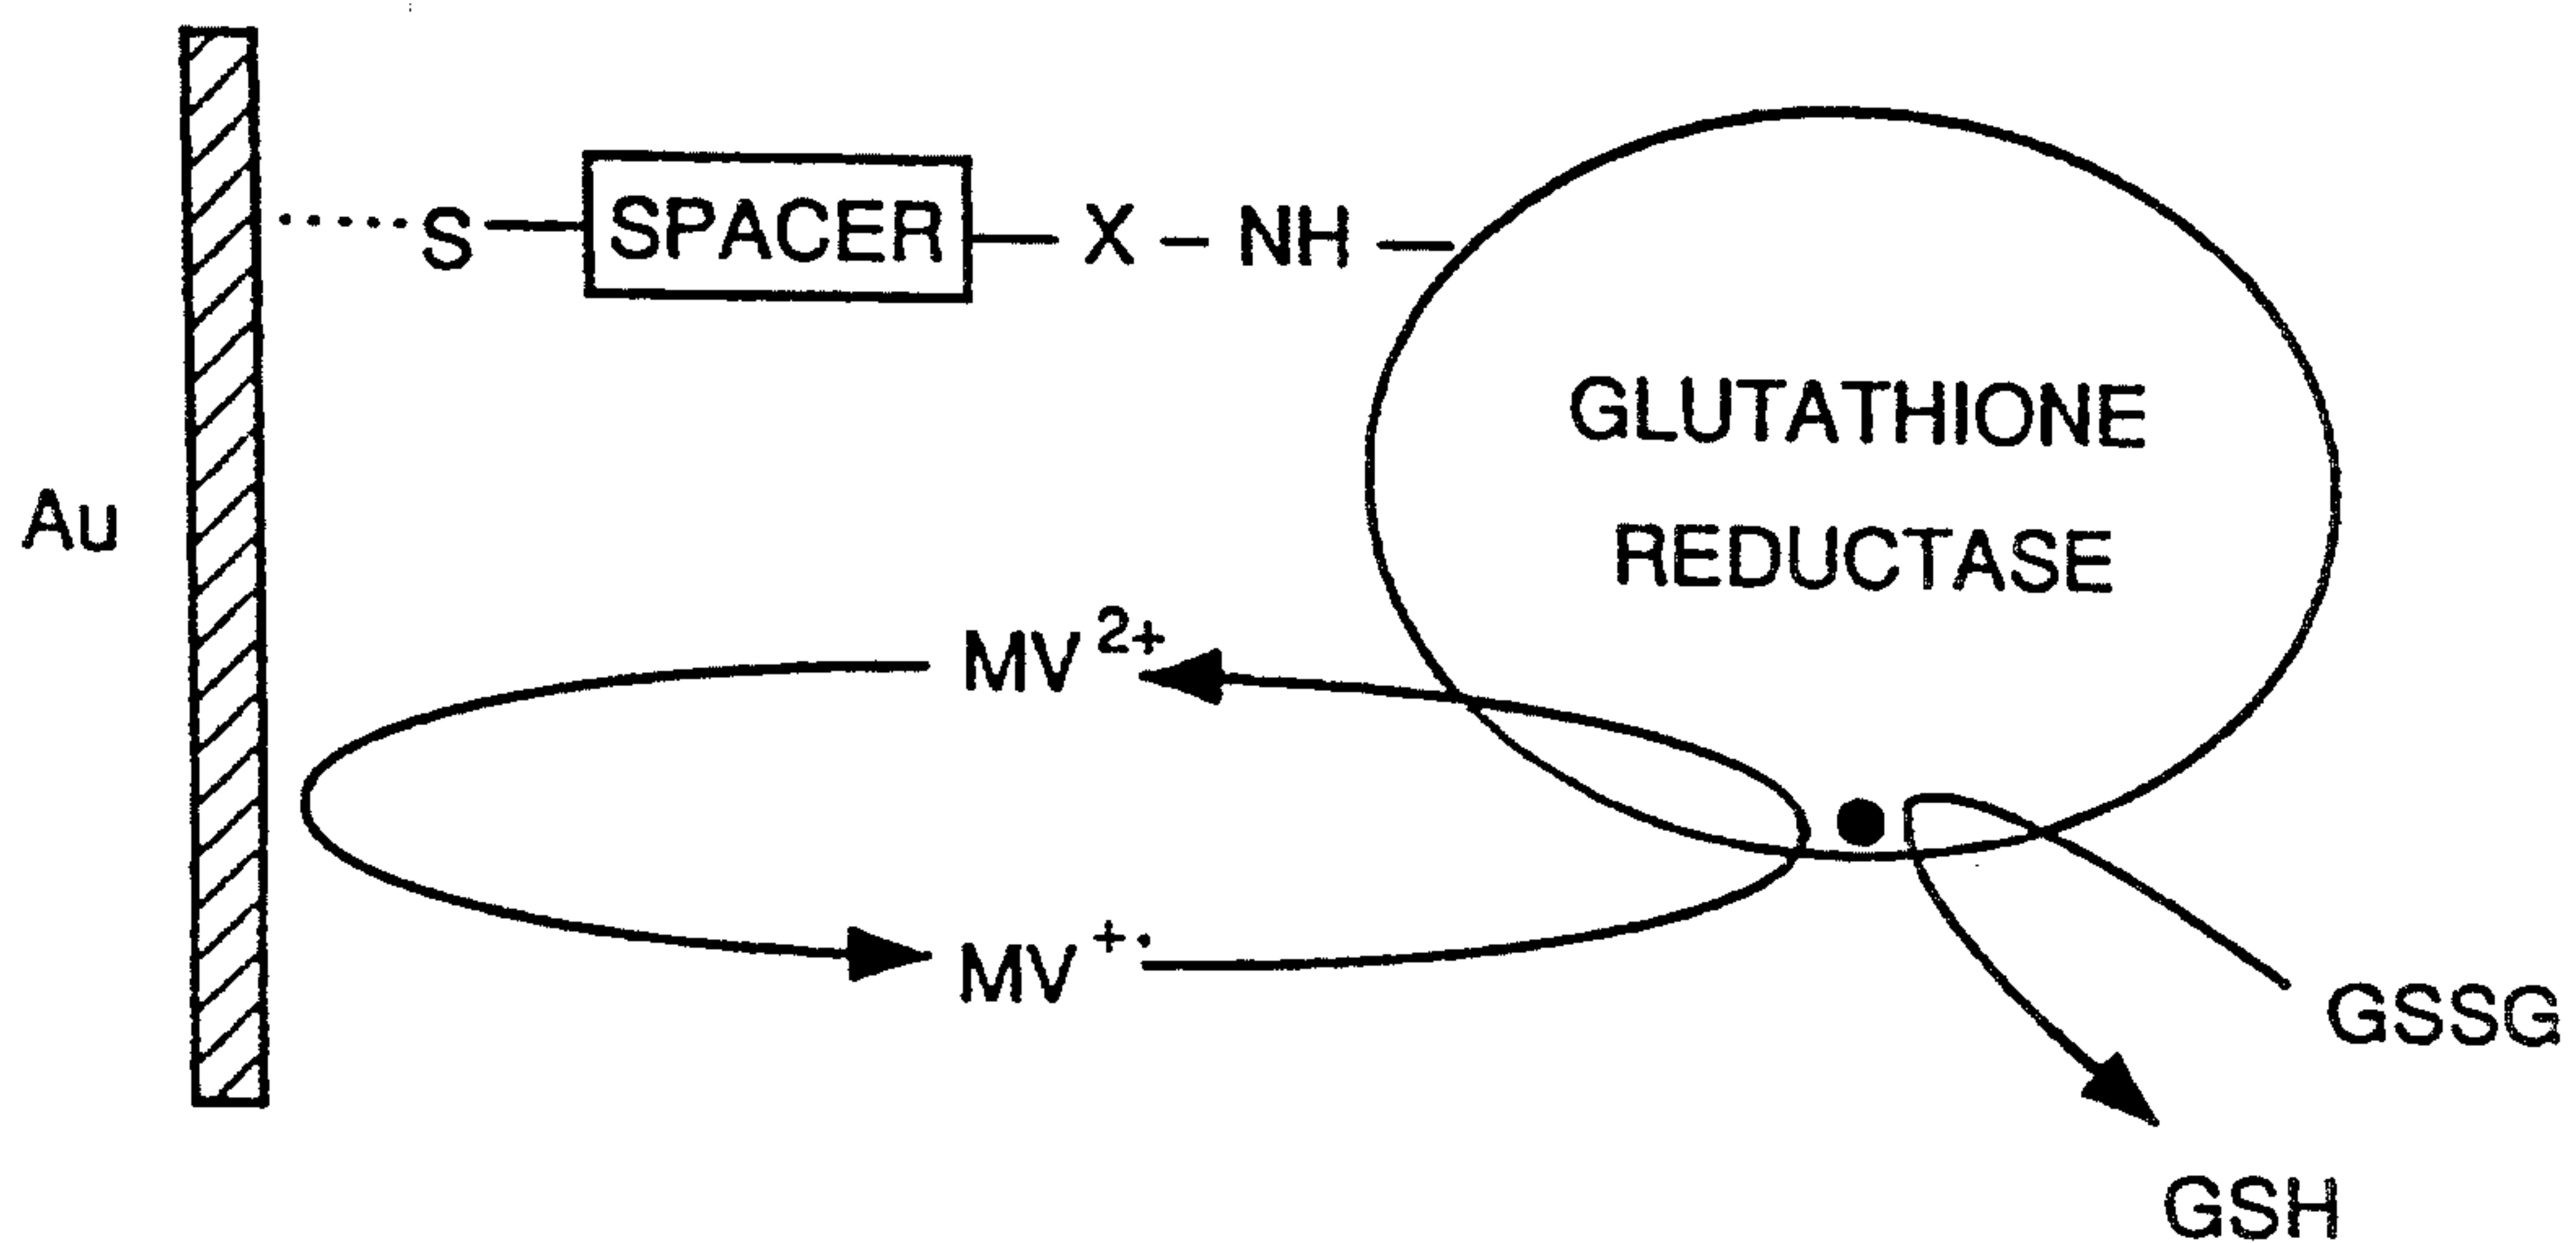 S — SPACER — X – NH —
GLUTATHIONE
REDUCTASE
Au
MV²⁺
MV⁺·
GSSG
GSH